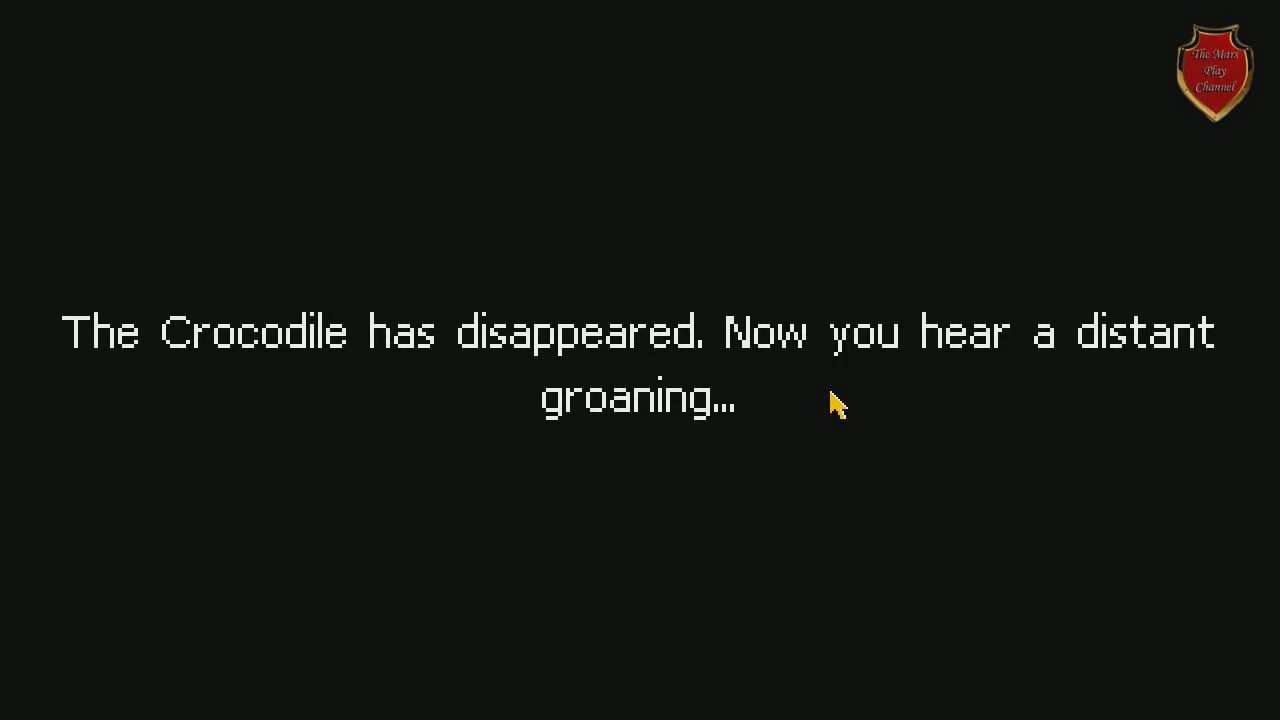 The Mars
Play
Channel
The Crocodile has disappeared. Now you hear a distant
groaning...